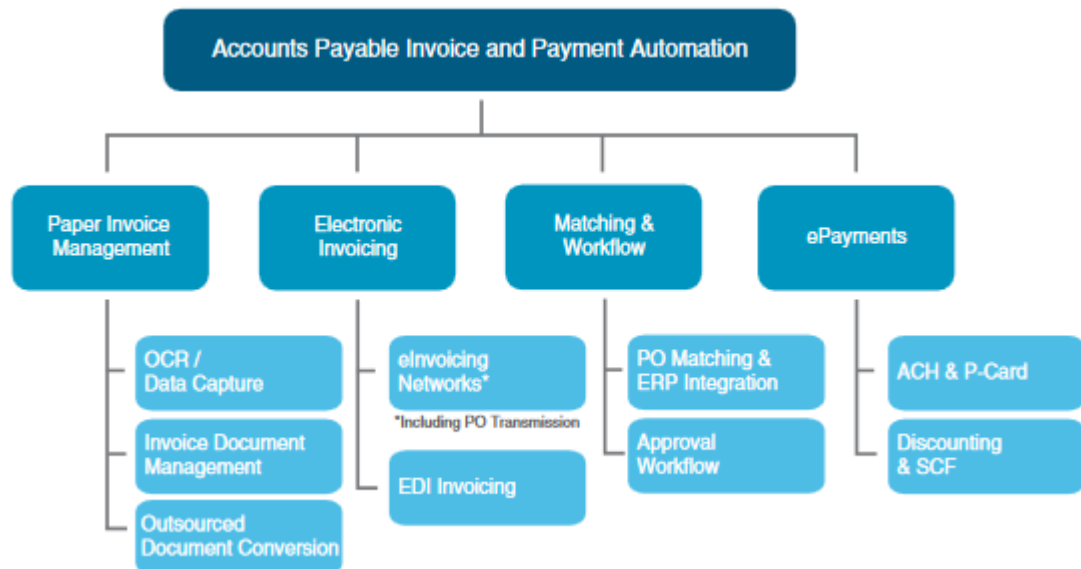 Accounts Payable Invoice and Payment Automation
Paper Invoice
Management
Electronic
Invoicing
Matching &
Workflow
ePayments
OCR /
Data Capture
Invoice Document
Management
Outsourced
Document Conversion
eInvoicing
Networks*
*Including PO Transmission
EDI Invoicing
PO Matching &
ERP Integration
Approval
Workflow
ACH & P-Card
Discounting
& SCF